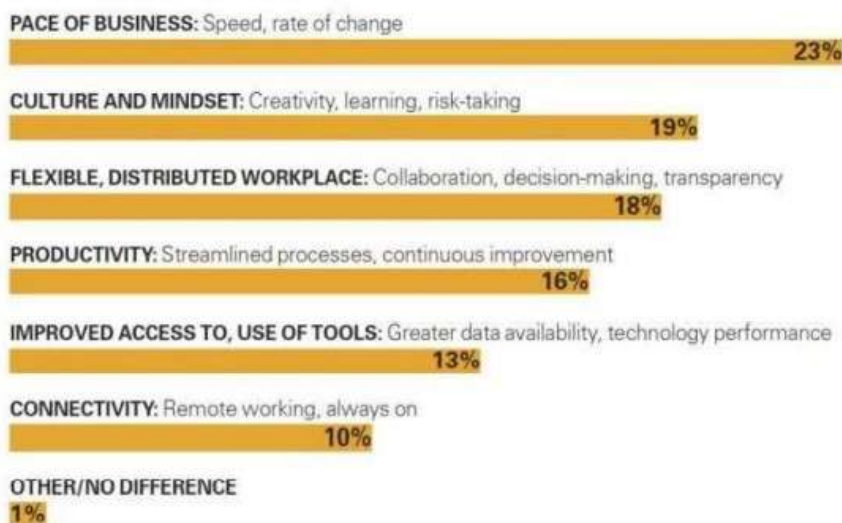 PACE OF BUSINESS: Speed, rate of change
23%
CULTURE AND MINDSET: Creativity, learning, risk-taking
19%
FLEXIBLE, DISTRIBUTED WORKPLACE: Collaboration, decision-making, transparency
18%
PRODUCTIVITY: Streamlined processes, continuous improvement
16%
IMPROVED ACCESS TO, USE OF TOOLS: Greater data availability, technology performance
13%
CONNECTIVITY: Remote working, always on
10%
OTHER/NO DIFFERENCE
1%